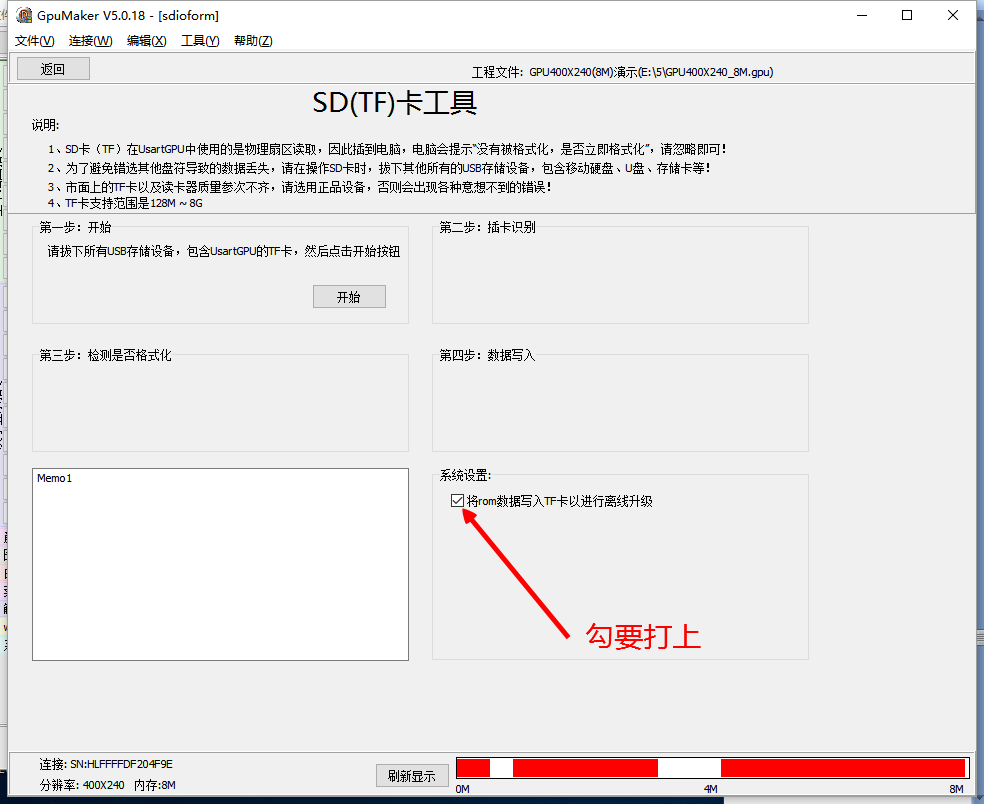 GpuMaker V5.0.18 - [sdioform]
文件(V) 连接(W) 编辑(X) 工具(Y) 帮助(Z)
返回
工程文件: GPU400X240(8M)演示(E:\5\GPU400X240_8M.gpu)
SD(TF)卡工具
说明:
1、SD卡（TF）在UsartGPU中使用的是物理扇区读取，因此插到电脑，电脑会提示“没有被格式化，是否立即格式化”，请忽略即可！
2、为了避免错选其他盘符导致的数据丢失，请在操作SD卡时，拔下其他所有的USB存储设备，包含移动硬盘、U盘、存储卡等！
3、市面上的TF卡以及读卡器质量参次不齐，请选用正品设备，否则会出现各种意想不到的错误！
4、TF卡支持范围是128M ~ 8G
第一步：开始
请拔下所有USB存储设备，包含UsartGPU的TF卡，然后点击开始按钮
开始
第二步：插卡识别
第三步：检测是否格式化
第四步：数据写入
Memo1
系统设置:
将rom数据写入TF卡以进行离线升级
勾要打上
连接: SN:HLFFFFDF204F9E
分辨率: 400X240 内存:8M
刷新显示
0M 4M 8M